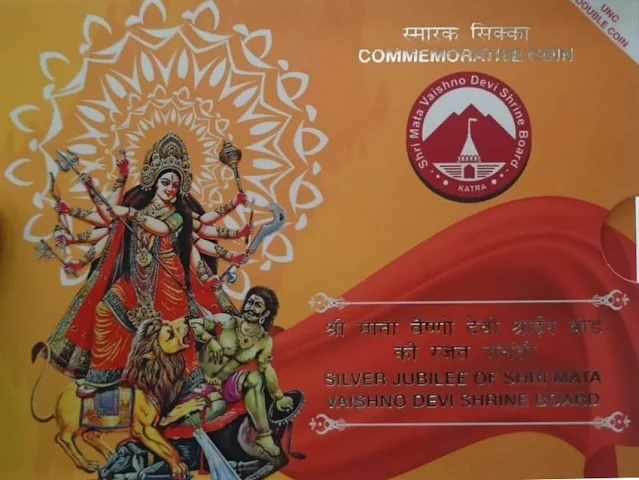 UNC
DOUBLE COIN
स्मारक सिक्का
COMMEMORATIVE COIN
Shri Mata Vaishno Devi Shrine Board
KATRA
श्री माता वैष्णो देवी श्राईन बोर्ड
की रजत जयंती
SILVER JUBILEE OF SHRI MATA
VAISHNO DEVI SHRINE BOARD